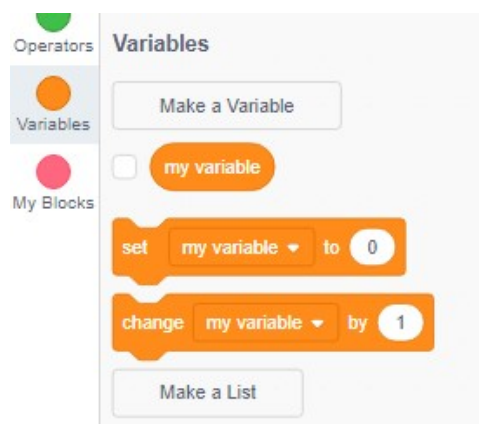 Operators
Variables
My Blocks
Variables
Make a Variable
my variable
set my variable to 0
change my variable by 1
Make a List